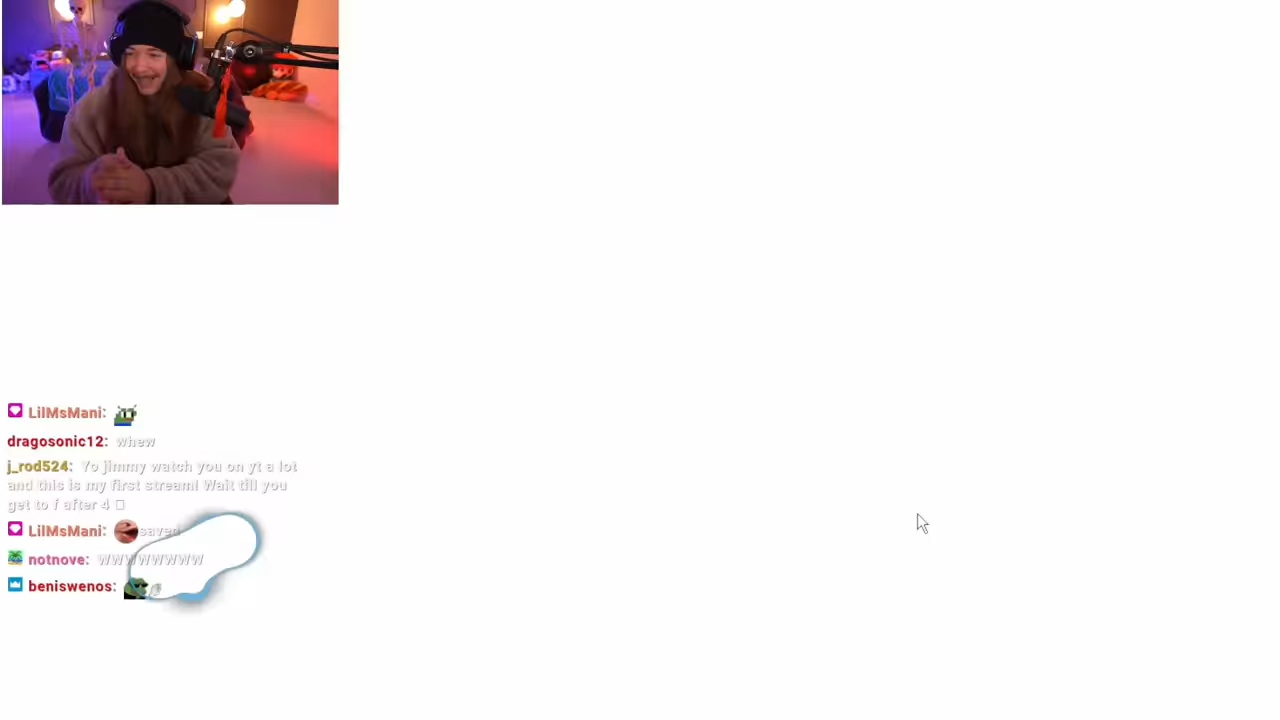 LilMsMani:
dragosonic12: whew
j_rod524: Yo jimmy watch you on yt a lot
and this is my first stream! Wait till you
get to f after 4
LilMsMani: saved
notnove: WWWWWWWW
beniswenos: